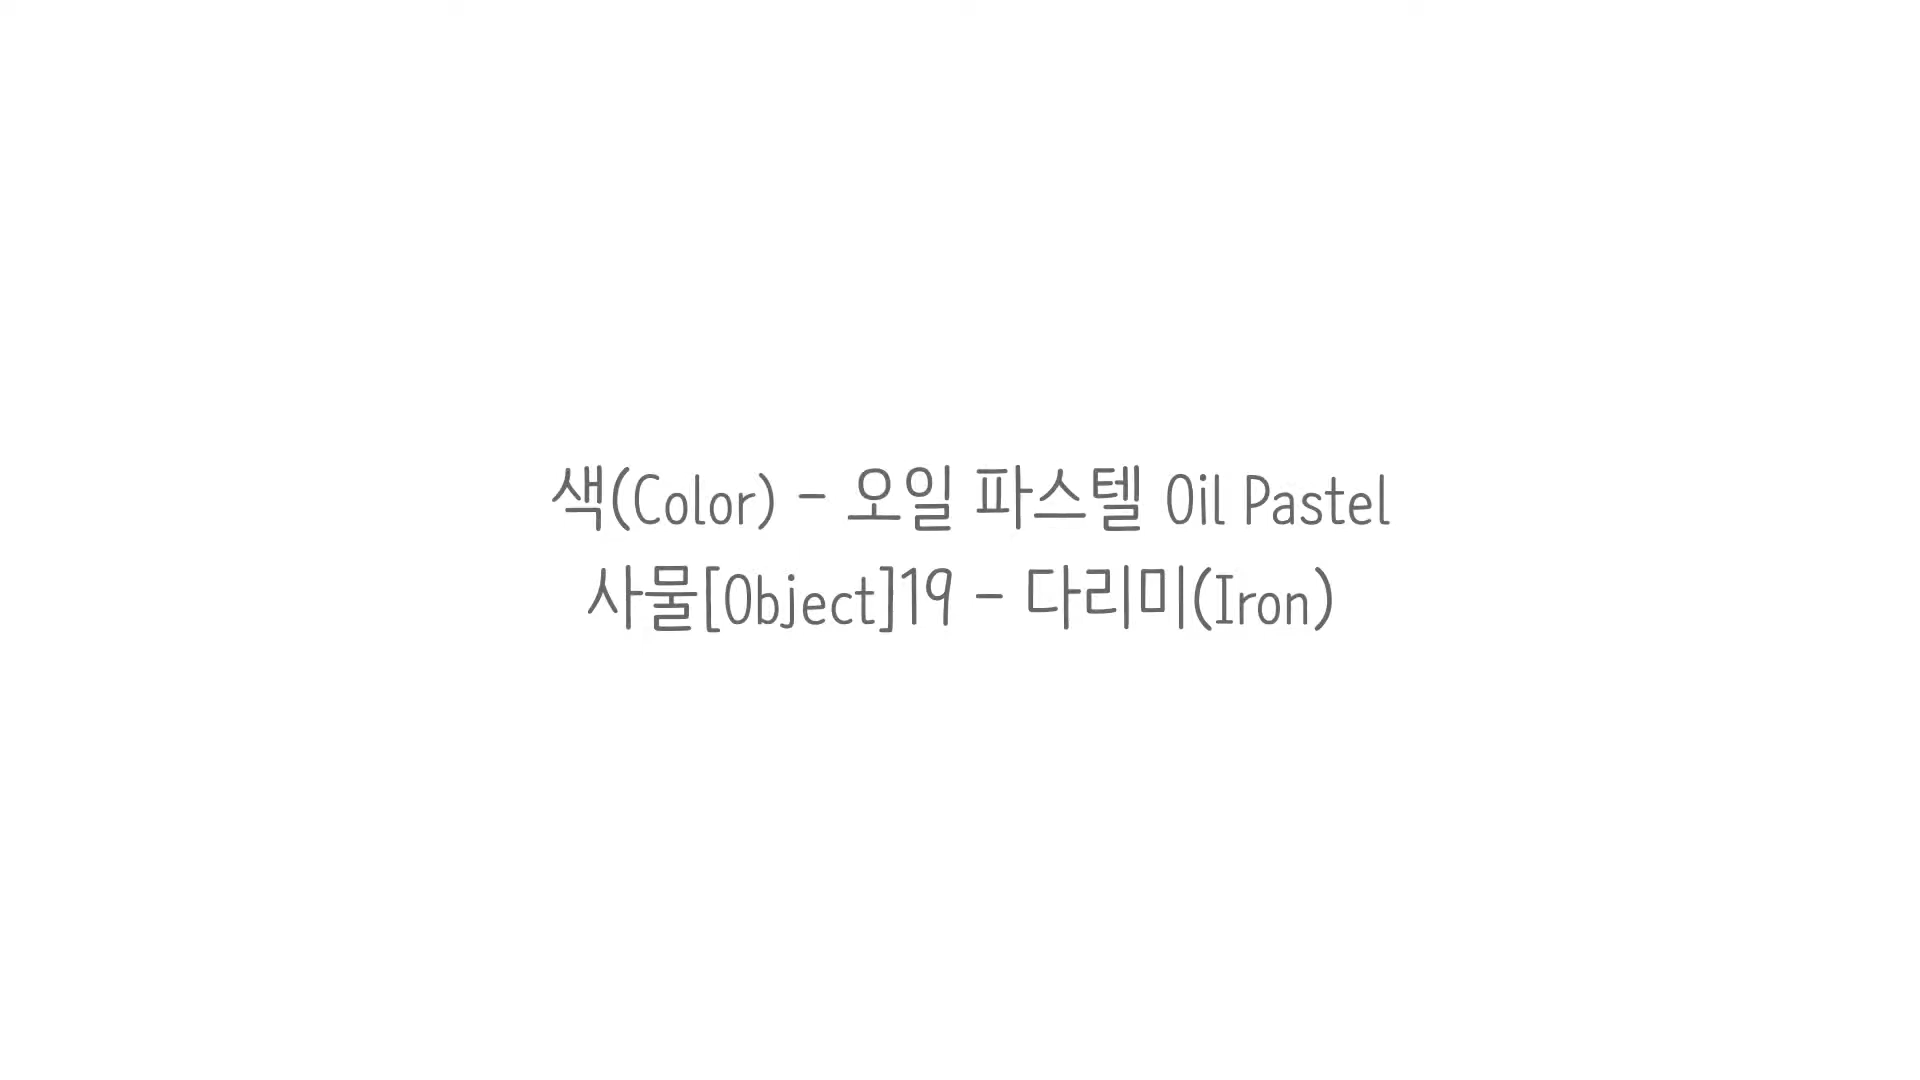 색(Color) - 오일 파스텔 Oil Pastel
사물[Object]19 - 다리미(Iron)